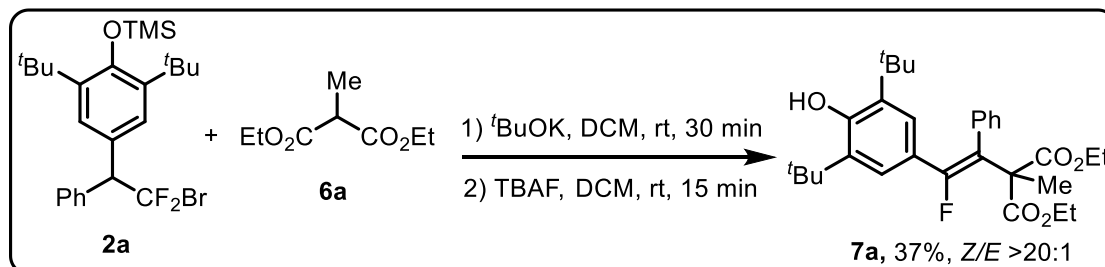 OTMS
tBu
tBu
Ph
CF2Br
2a
+
Me
EtO2C
CO2Et
6a
1) tBuOK, DCM, rt, 30 min
2) TBAF, DCM, rt, 15 min
tBu
HO
tBu
Ph
F
COOEt
Me
CO2Et
7a, 37%, Z/E >20:1